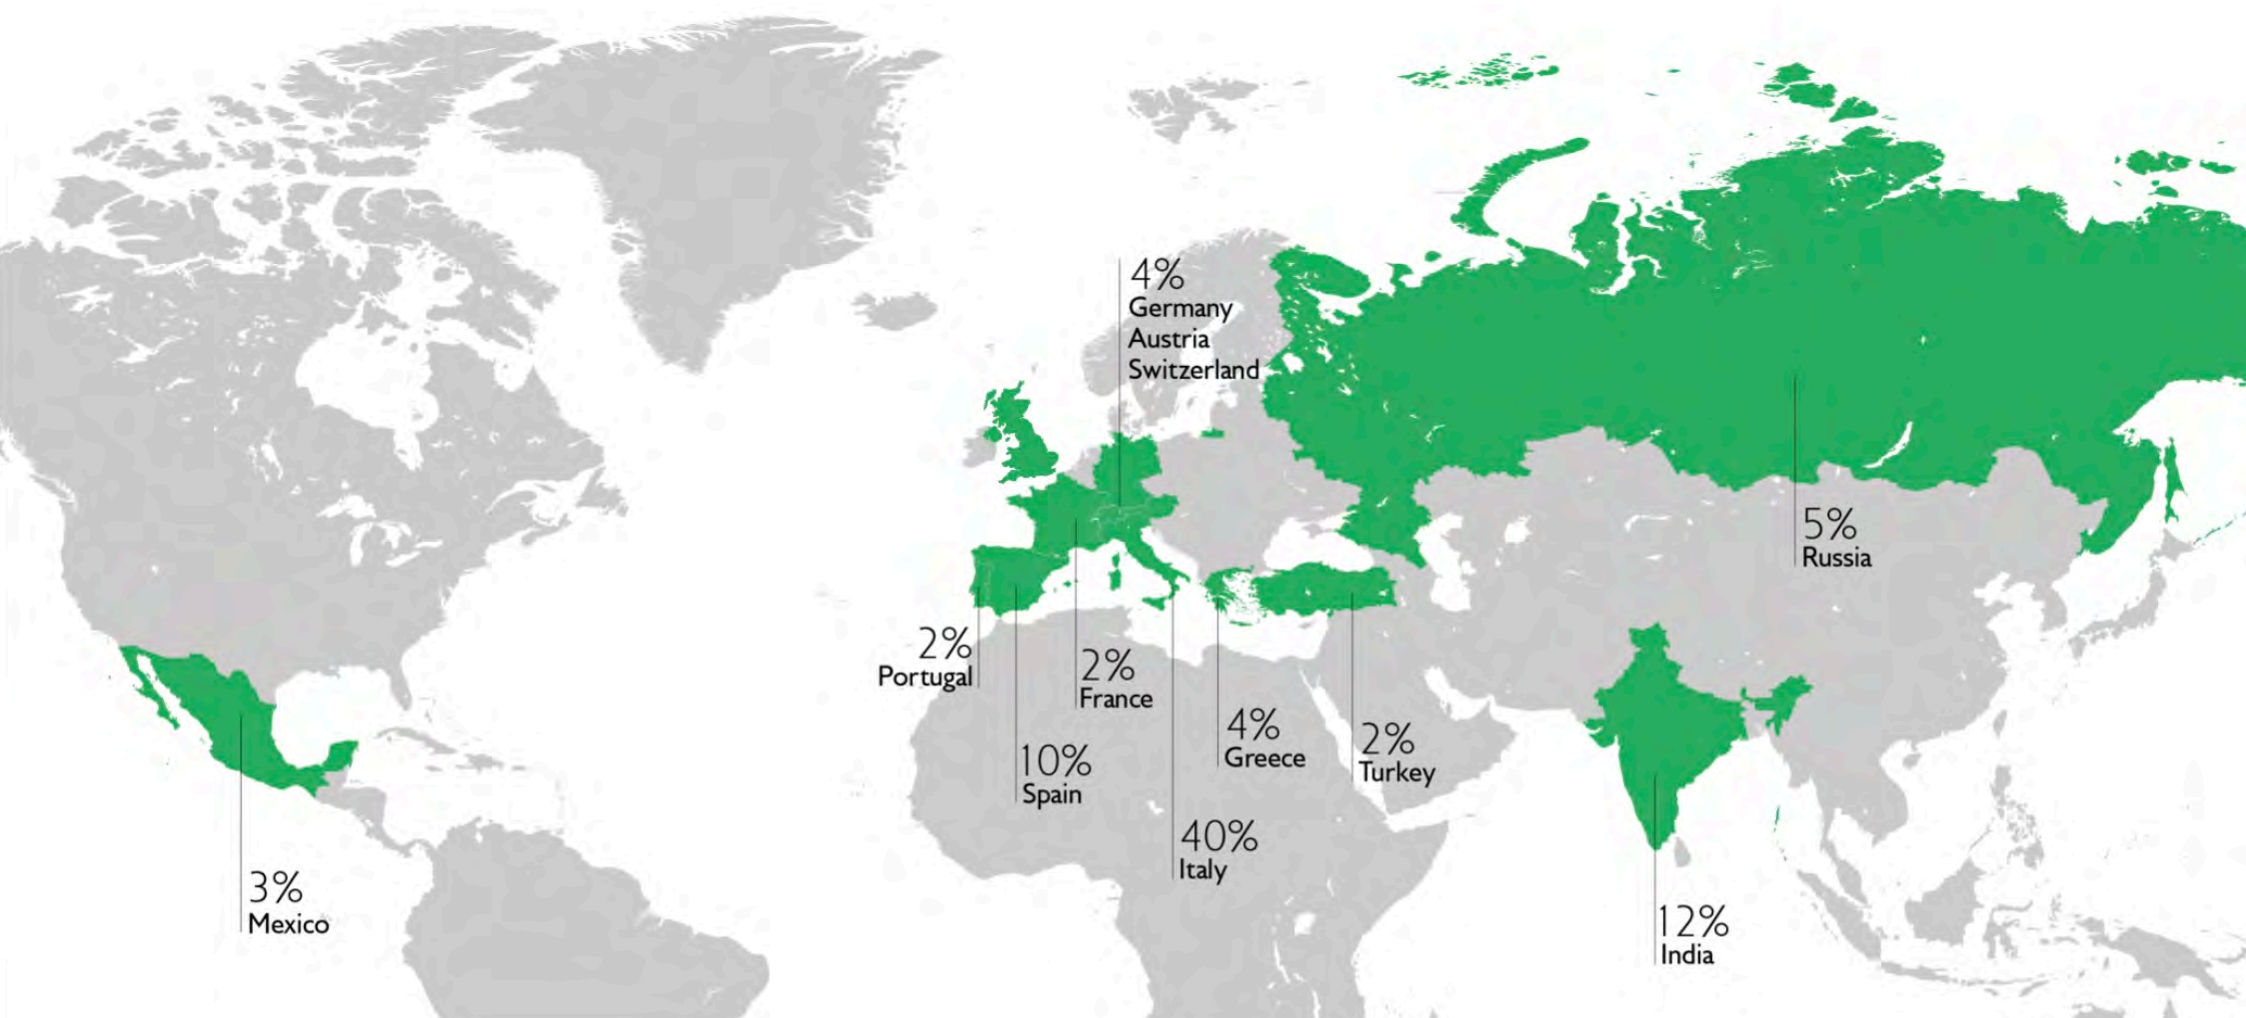 4%
Germany
Austria
Switzerland
5%
Russia
2%
Portugal
2%
France
10%
Spain
4%
Greece
2%
Turkey
40%
Italy
3%
Mexico
12%
India